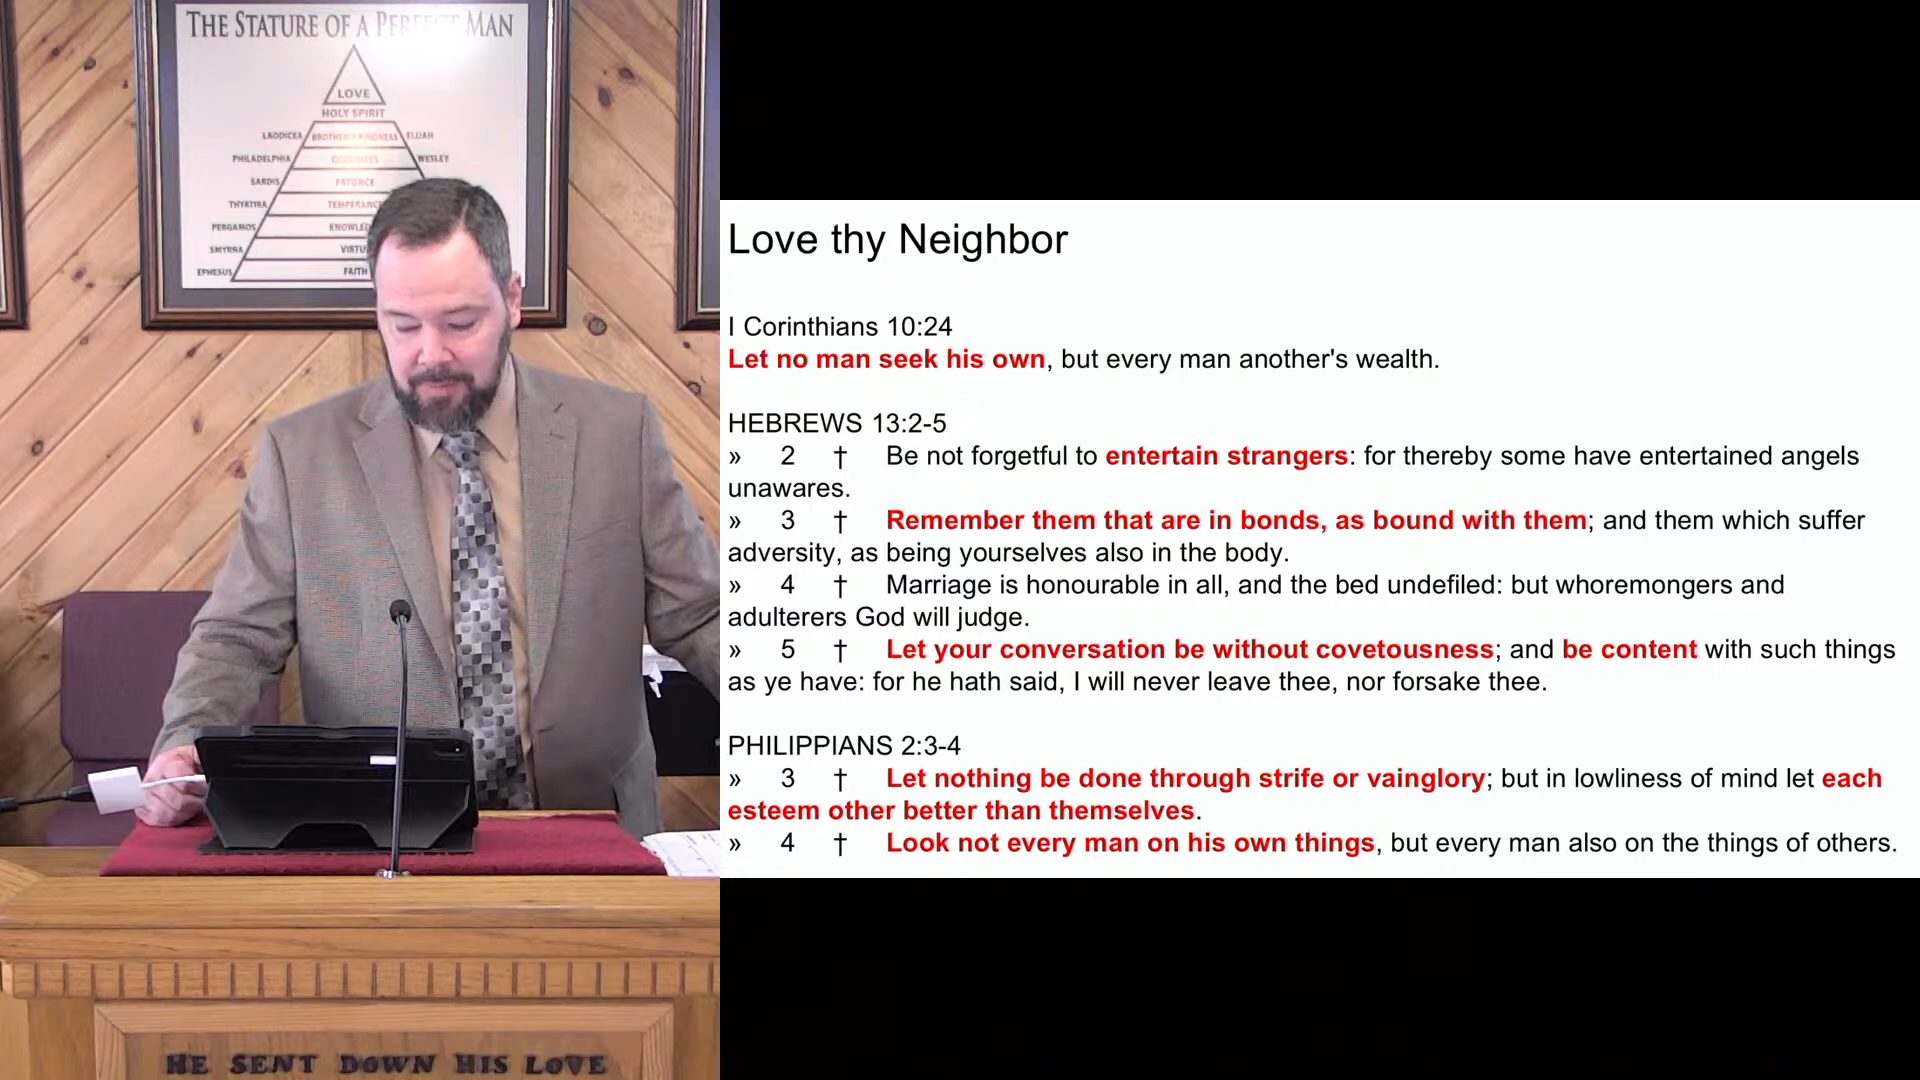 THE STATURE OF A PERFECT MAN
LOVE
HOLY SPIRIT
LAODICEA BROTHERLY KINDNESS ELIJAH
PHILADELPHIA GODLINESS WESLEY
SARDIS PATIENCE
THYATIRA TEMPERANCE
PERGAMOS KNOWLE
SMYRNA VIRTU
EPHESUS FAITH
HE SENT DOWN HIS LOVE
Love thy Neighbor
I Corinthians 10:24
Let no man seek his own, but every man another's wealth.
HEBREWS 13:2-5
» 2 † Be not forgetful to entertain strangers: for thereby some have entertained angels
unawares.
» 3 † Remember them that are in bonds, as bound with them; and them which suffer
adversity, as being yourselves also in the body.
» 4 † Marriage is honourable in all, and the bed undefiled: but whoremongers and
adulterers God will judge.
» 5 † Let your conversation be without covetousness; and be content with such things
as ye have: for he hath said, I will never leave thee, nor forsake thee.
PHILIPPIANS 2:3-4
» 3 † Let nothing be done through strife or vainglory; but in lowliness of mind let each
esteem other better than themselves.
» 4 † Look not every man on his own things, but every man also on the things of others.